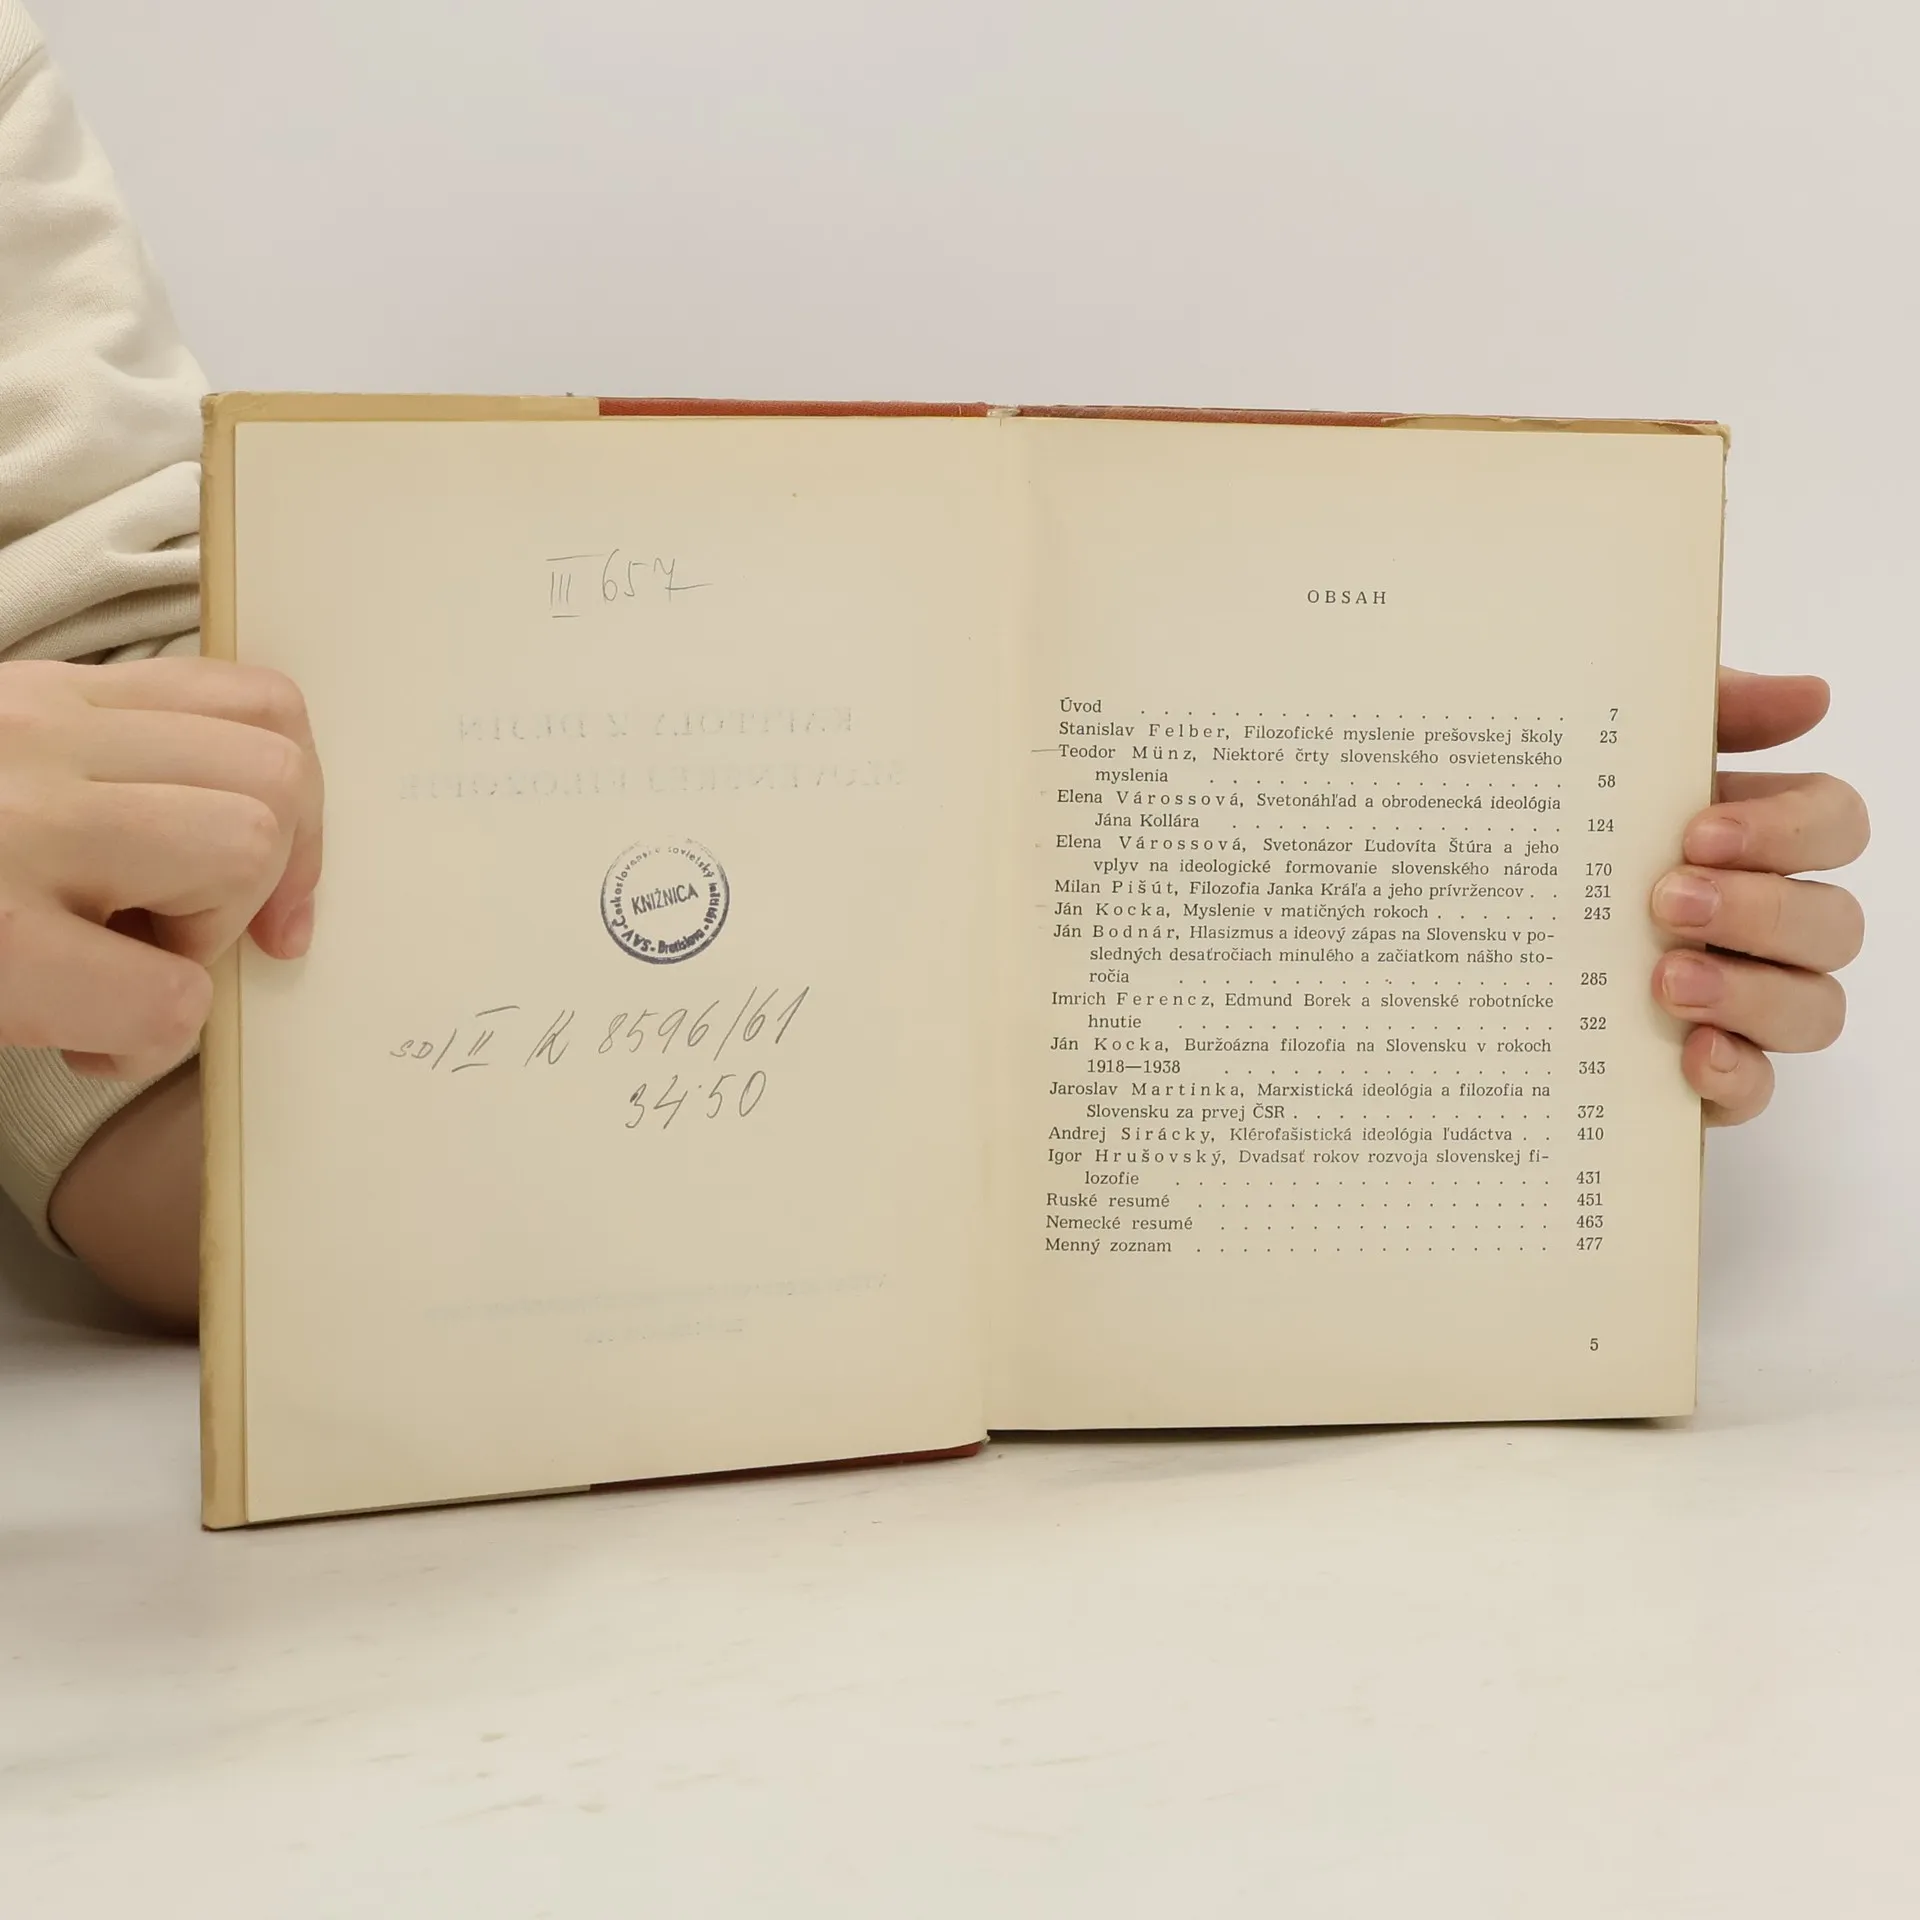 III 657
KAPITOLY Z DEJÍN
SLOVENSKEJ FILOZOFIE
KNIŽNICA
Bratislava
II K 8596/61
34·50
OBSAH
Úvod . . . . . . . . . . . . . . 7
Stanislav Felber, Filozofické myslenie prešovskej školy 23
Teodor Münz, Niektoré črty slovenského osvietenského
myslenia . . . . . . . . . . . . 58
Elena Várossová, Svetonáhľad a obrodenecká ideológia
Jána Kollára . . . . . . . . . . . 124
Elena Várossová, Svetonázor Ľudovíta Štúra a jeho
vplyv na ideologické formovanie slovenského národa 170
Milan Pišút, Filozofia Janka Kráľa a jeho prívržencov . . 231
Ján Kocka, Myslenie v matičných rokoch . . . . . . 243
Ján Bodnár, Hlasizmus a ideový zápas na Slovensku v po-
sledných desaťročiach minulého a začiatkom nášho sto-
ročia . . . . . . . . . . . . . 285
Imrich Ferencz, Edmund Borek a slovenské robotnícke
hnutie . . . . . . . . . . . . . 322
Ján Kocka, Buržoázna filozofia na Slovensku v rokoch
1918—1938 . . . . . . . . . . . 343
Jaroslav Martinka, Marxistická ideológia a filozofia na
Slovensku za prvej ČSR . . . . . . . . . 372
Andrej Sirácky, Klérofašistická ideológia ľudáctva . . 410
Igor Hrušovský, Dvadsať rokov rozvoja slovenskej fi-
lozofie . . . . . . . . . . . . . 431
Ruské resumé . . . . . . . . . . . . 451
Nemecké resumé . . . . . . . . . . . 463
Menný zoznam . . . . . . . . . . . . 477
5